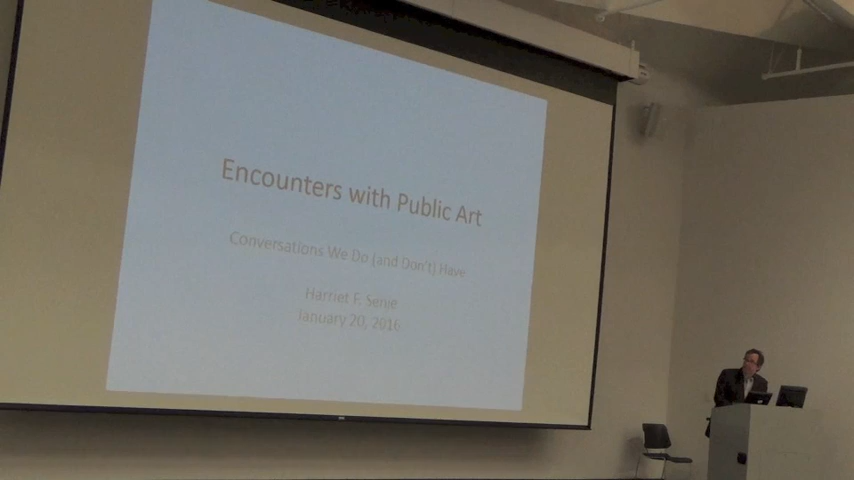 Encounters with Public Art
Conversations We Do (and Don't) Have
Harriet F. Senie
January 20, 2016